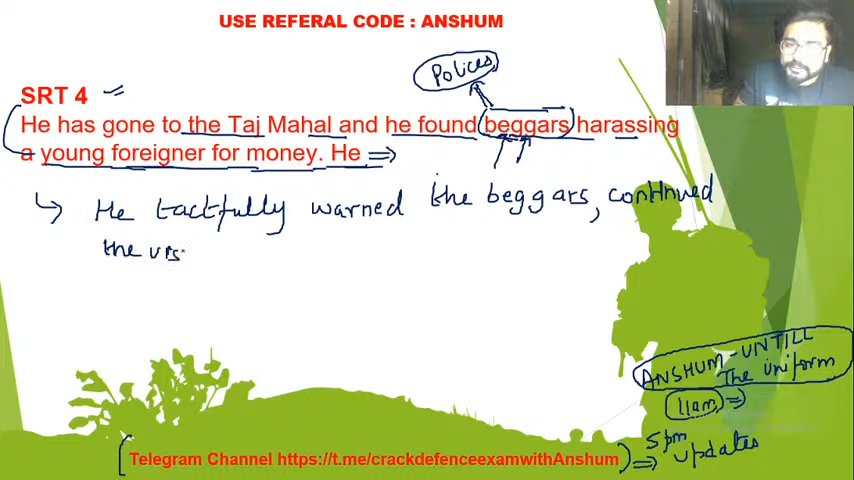 USE REFERAL CODE : ANSHUM
Polices
SRT 4
He has gone to the Taj Mahal and he found beggars harassing
a young foreigner for money. He
He tactfully warned the beggars, continued
the vis
ANSHUM - UNTILL
The uniform
11am
5pm
updates
Telegram Channel https://t.me/crackdefenceexamwithAnshum